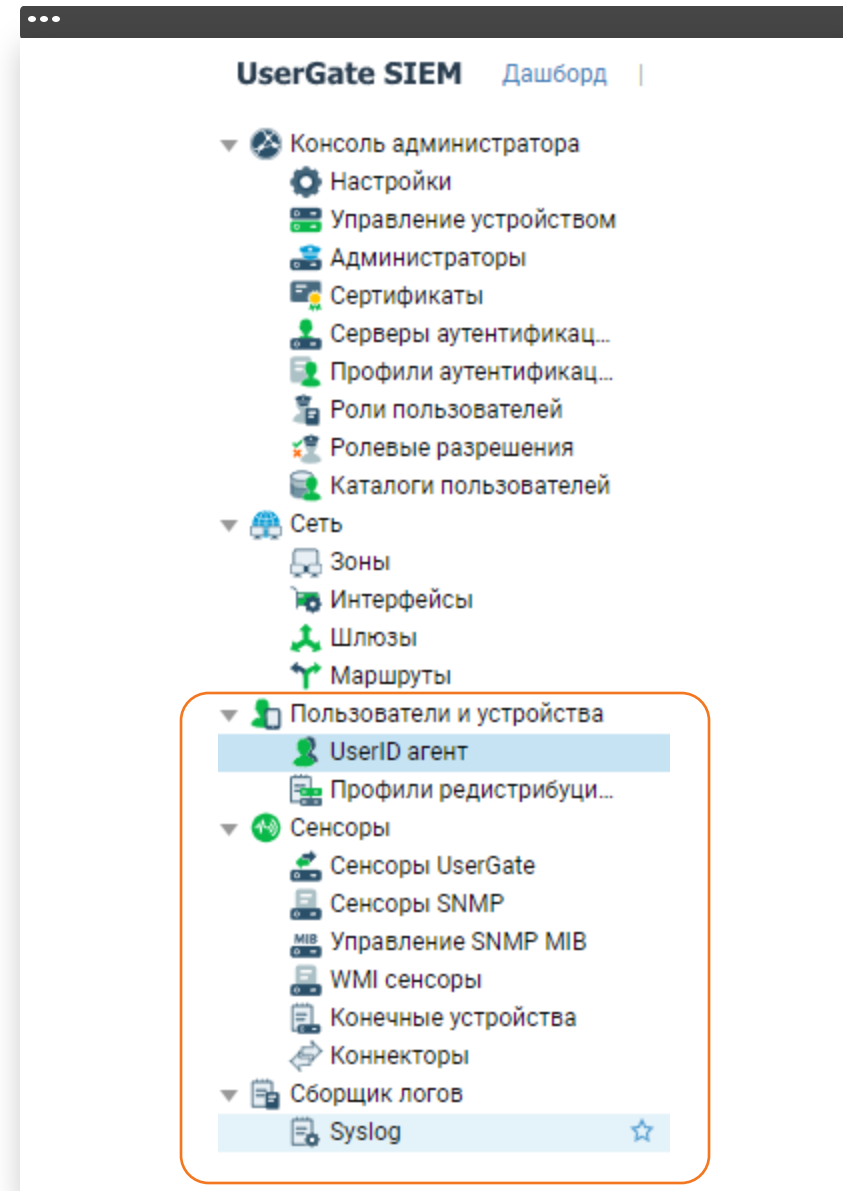 UserGate SIEM Дашборд |
Консоль администратора
Настройки
Управление устройством
Администраторы
Сертификаты
Серверы аутентификац...
Профили аутентификац...
Роли пользователей
Ролевые разрешения
Каталоги пользователей
Сеть
Зоны
Интерфейсы
Шлюзы
Маршруты
Пользователи и устройства
UserID агент
Профили редистрибуци...
Сенсоры
Сенсоры UserGate
Сенсоры SNMP
MIB Управление SNMP MIB
WMI сенсоры
Конечные устройства
Коннекторы
Сборщик логов
Syslog